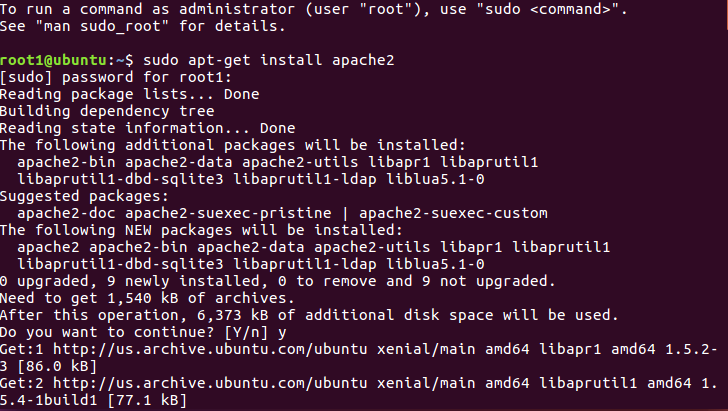 To run a command as administrator (user "root"), use "sudo <command>".
See "man sudo_root" for details.
root1@ubuntu:~$ sudo apt-get install apache2
[sudo] password for root1:
Reading package lists... Done
Building dependency tree
Reading state information... Done
The following additional packages will be installed:
  apache2-bin apache2-data apache2-utils libapr1 libaprutil1
  libaprutil1-dbd-sqlite3 libaprutil1-ldap liblua5.1-0
Suggested packages:
  apache2-doc apache2-suexec-pristine | apache2-suexec-custom
The following NEW packages will be installed:
  apache2 apache2-bin apache2-data apache2-utils libapr1 libaprutil1
  libaprutil1-dbd-sqlite3 libaprutil1-ldap liblua5.1-0
0 upgraded, 9 newly installed, 0 to remove and 9 not upgraded.
Need to get 1,540 kB of archives.
After this operation, 6,373 kB of additional disk space will be used.
Do you want to continue? [Y/n] y
Get:1 http://us.archive.ubuntu.com/ubuntu xenial/main amd64 libapr1 amd64 1.5.2-
3 [86.0 kB]
Get:2 http://us.archive.ubuntu.com/ubuntu xenial/main amd64 libaprutil1 amd64 1.
5.4-1build1 [77.1 kB]